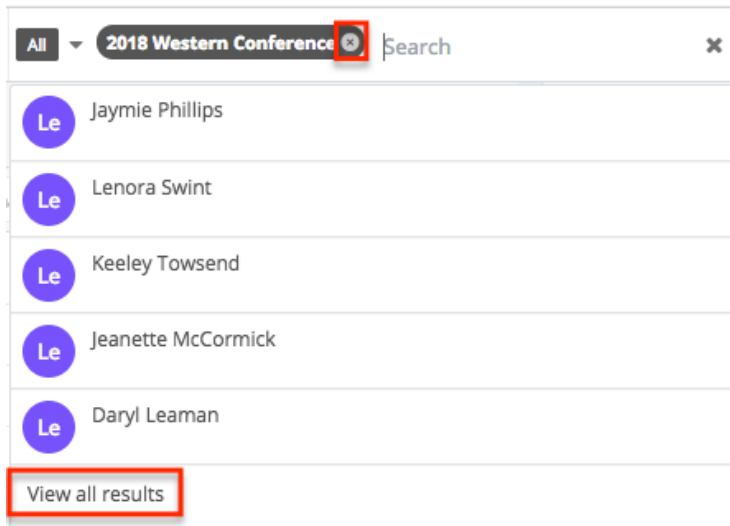 All 2018 Western Conference Search
Le Jaymie Phillips
Le Lenora Swint
Le Keeley Towsend
Le Jeanette McCormick
Le Daryl Leaman
View all results